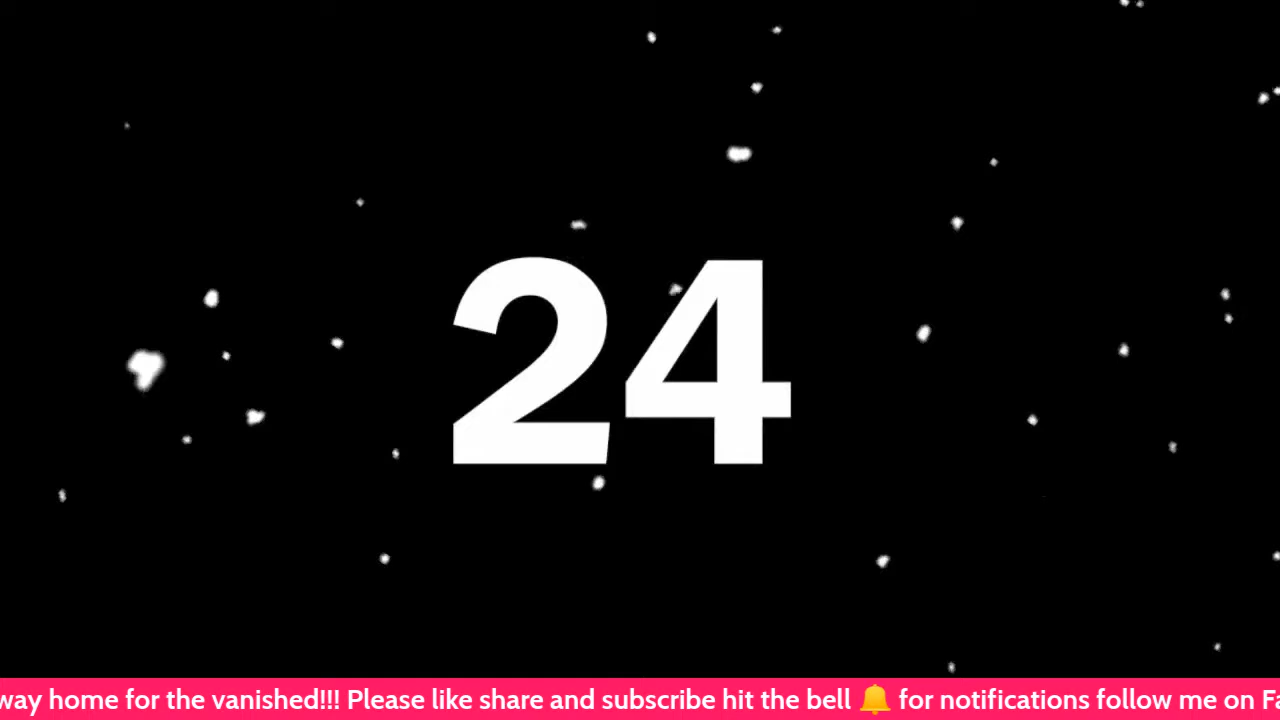 24
way home for the vanished!!! Please like share and subscribe hit the bell 🔔 for notifications follow me on Fa